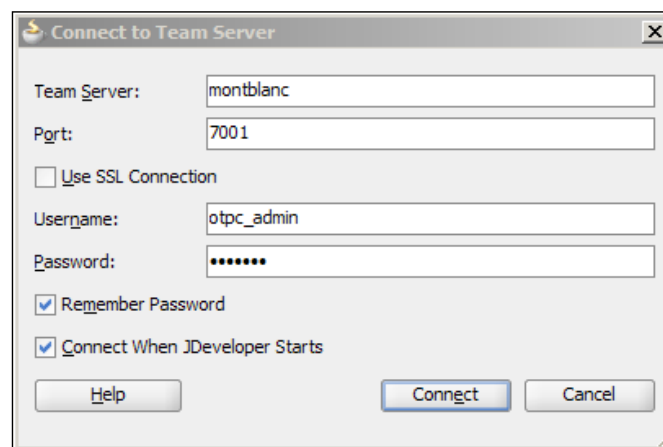 Connect to Team Server
Team Server: montblanc
Port: 7001
Use SSL Connection
Username: otpc_admin
Password: •••••••
Remember Password
Connect When JDeveloper Starts
Help Connect Cancel